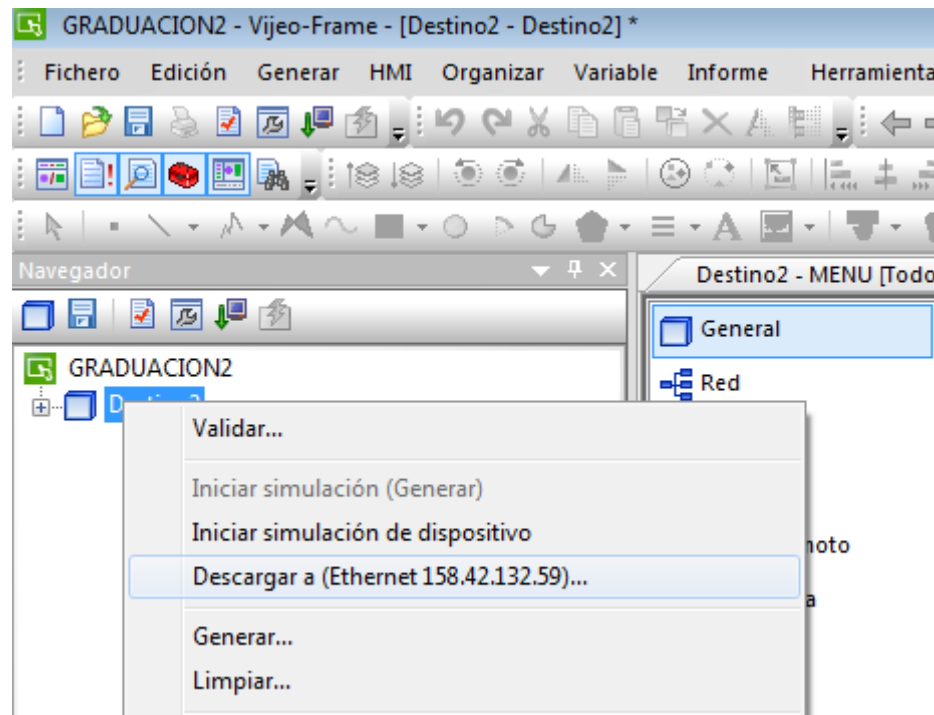 GRADUACION2 - Vijeo-Frame - [Destino2 - Destino2] *
Fichero Edición Generar HMI Organizar Variable Informe Herramienta
Navegador
Destino2 - MENU [Todo
General
GRADUACION2
Red
Validar...
Iniciar simulación (Generar)
Iniciar simulación de dispositivo
noto
Descargar a (Ethernet 158.42.132.59)...
a
Generar...
Limpiar...